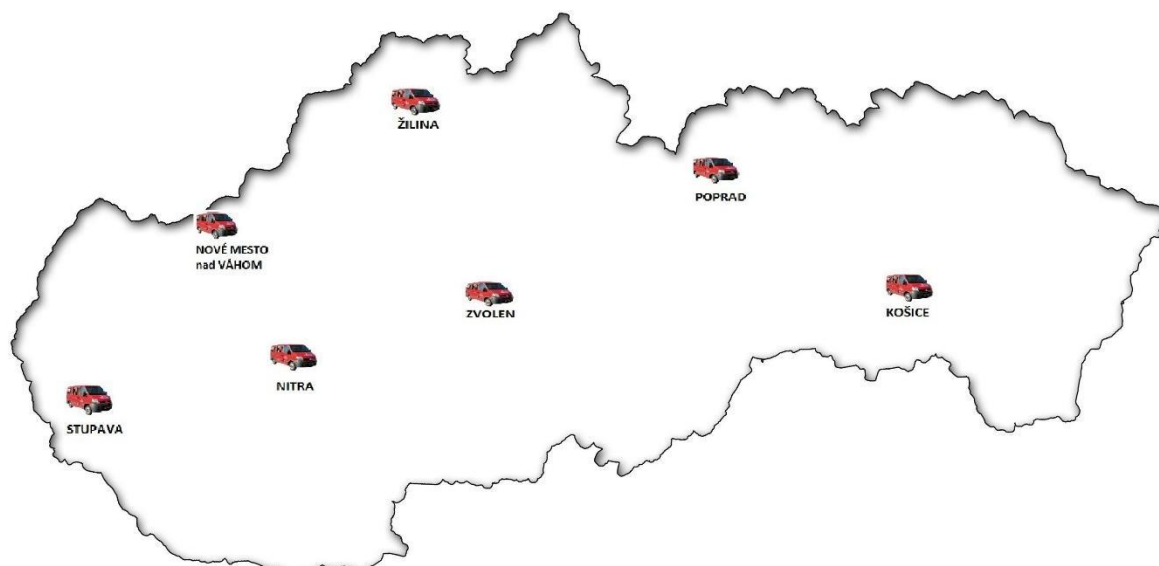 ŽILINA
POPRAD
NOVÉ MESTO
nad VÁHOM
ZVOLEN
KOŠICE
NITRA
STUPAVA